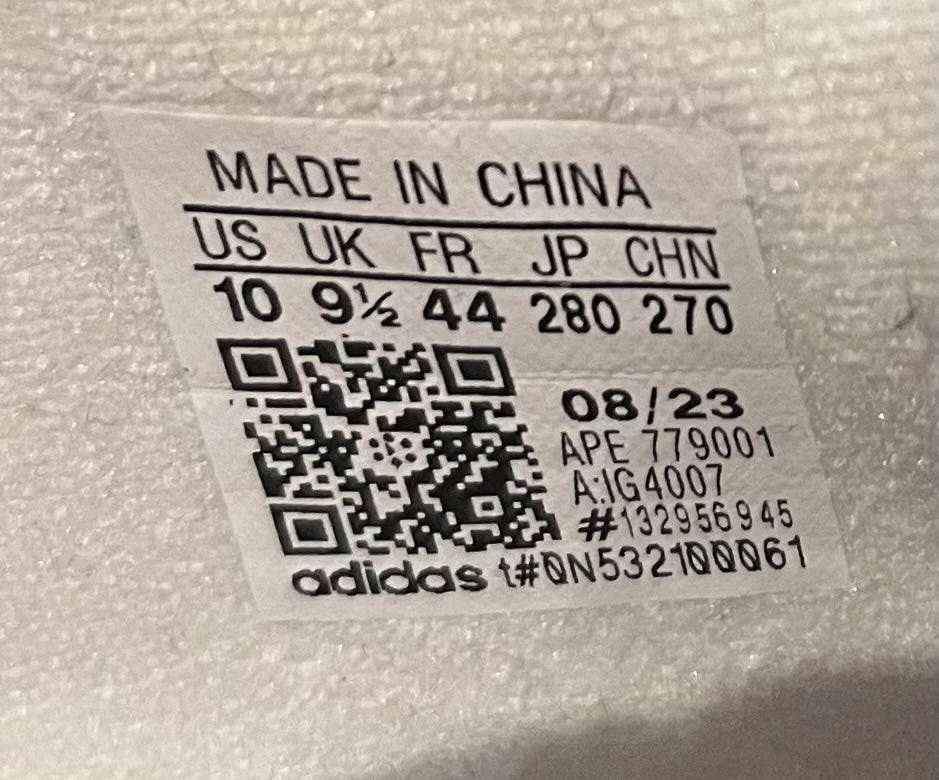 MADE IN CHINA
US UK FR JP CHN
10 9½ 44 280 270
08/23
APE 779001
A:IG4007
#132956945
adidas t#0N532100061